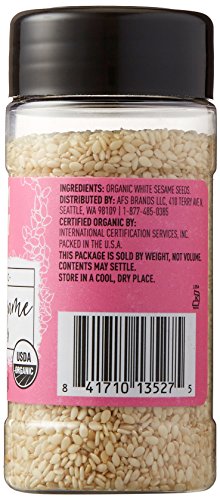 INGREDIENTS: ORGANIC WHITE SESAME SEEDS.
DISTRIBUTED BY: AFS BRANDS LLC, 410 TERRY AVE N,
SEATTLE, WA 98109 | 1-877-485-0385
CERTIFIED ORGANIC BY:
INTERNATIONAL CERTIFICATION SERVICES, INC.
PACKED IN THE U.S.A.
THIS PACKAGE IS SOLD BY WEIGHT, NOT VOLUME.
CONTENTS MAY SETTLE.
STORE IN A COOL, DRY PLACE.
USDA
ORGANIC
8 41710 13527 5